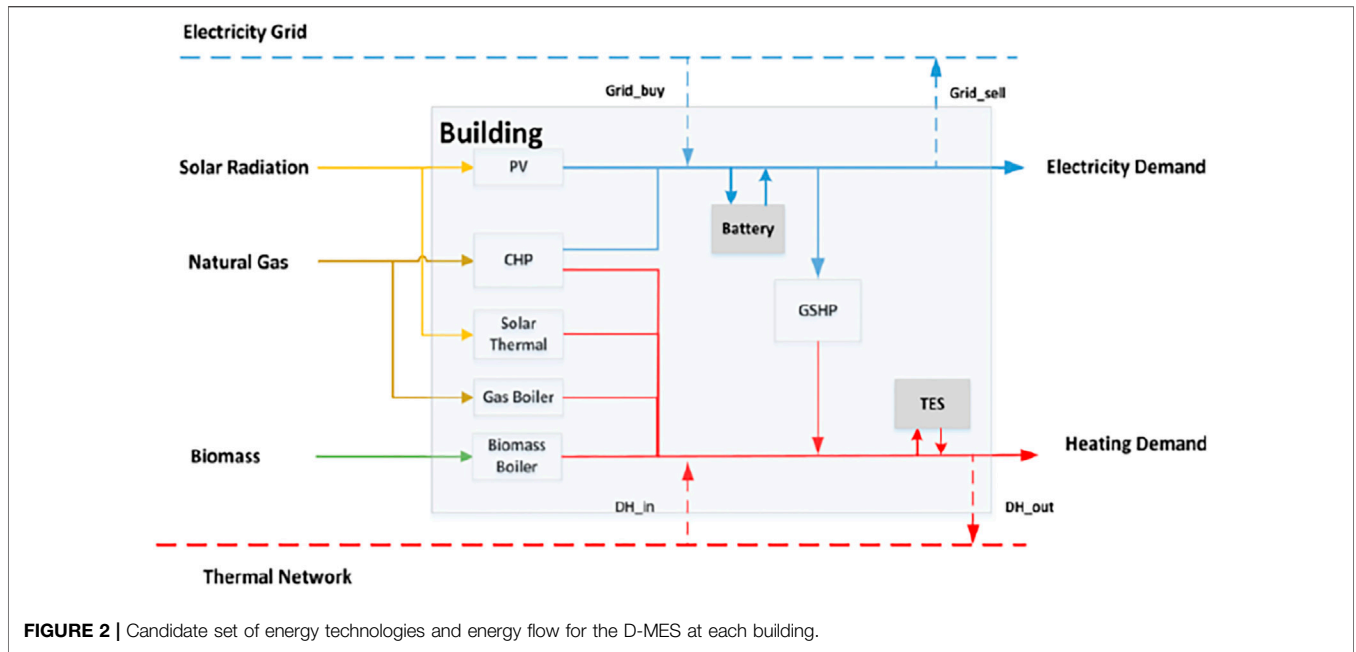 Electricity Grid
Grid_buy
Grid_sell
Building
Solar Radiation
PV
Electricity Demand
Battery
Natural Gas
CHP
GSHP
Solar
Thermal
Gas Boiler
TES
Biomass
Biomass
Boiler
Heating Demand
DH_in
DH_out
Thermal Network
FIGURE 2 | Candidate set of energy technologies and energy flow for the D-MES at each building.